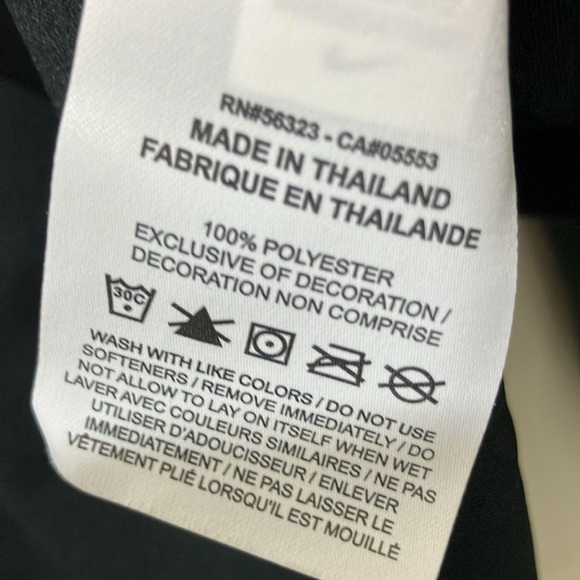 RN#56323 - CA#05553
MADE IN THAILAND
FABRIQUE EN THAILANDE
100% POLYESTER
EXCLUSIVE OF DECORATION /
DECORATION NON COMPRISE
30C
WASH WITH LIKE COLORS / DO NOT USE
SOFTENERS / REMOVE IMMEDIATELY / DO
NOT ALLOW TO LAY ON ITSELF WHEN WET
LAVER AVEC COULEURS SIMILAIRES / NE PAS
UTILISER D'ADOUCISSEUR / ENLEVER
IMMEDIATEMENT / NE PAS LAISSER LE
VÊTEMENT PLIÉ LORSQU'IL EST MOUILLÉ